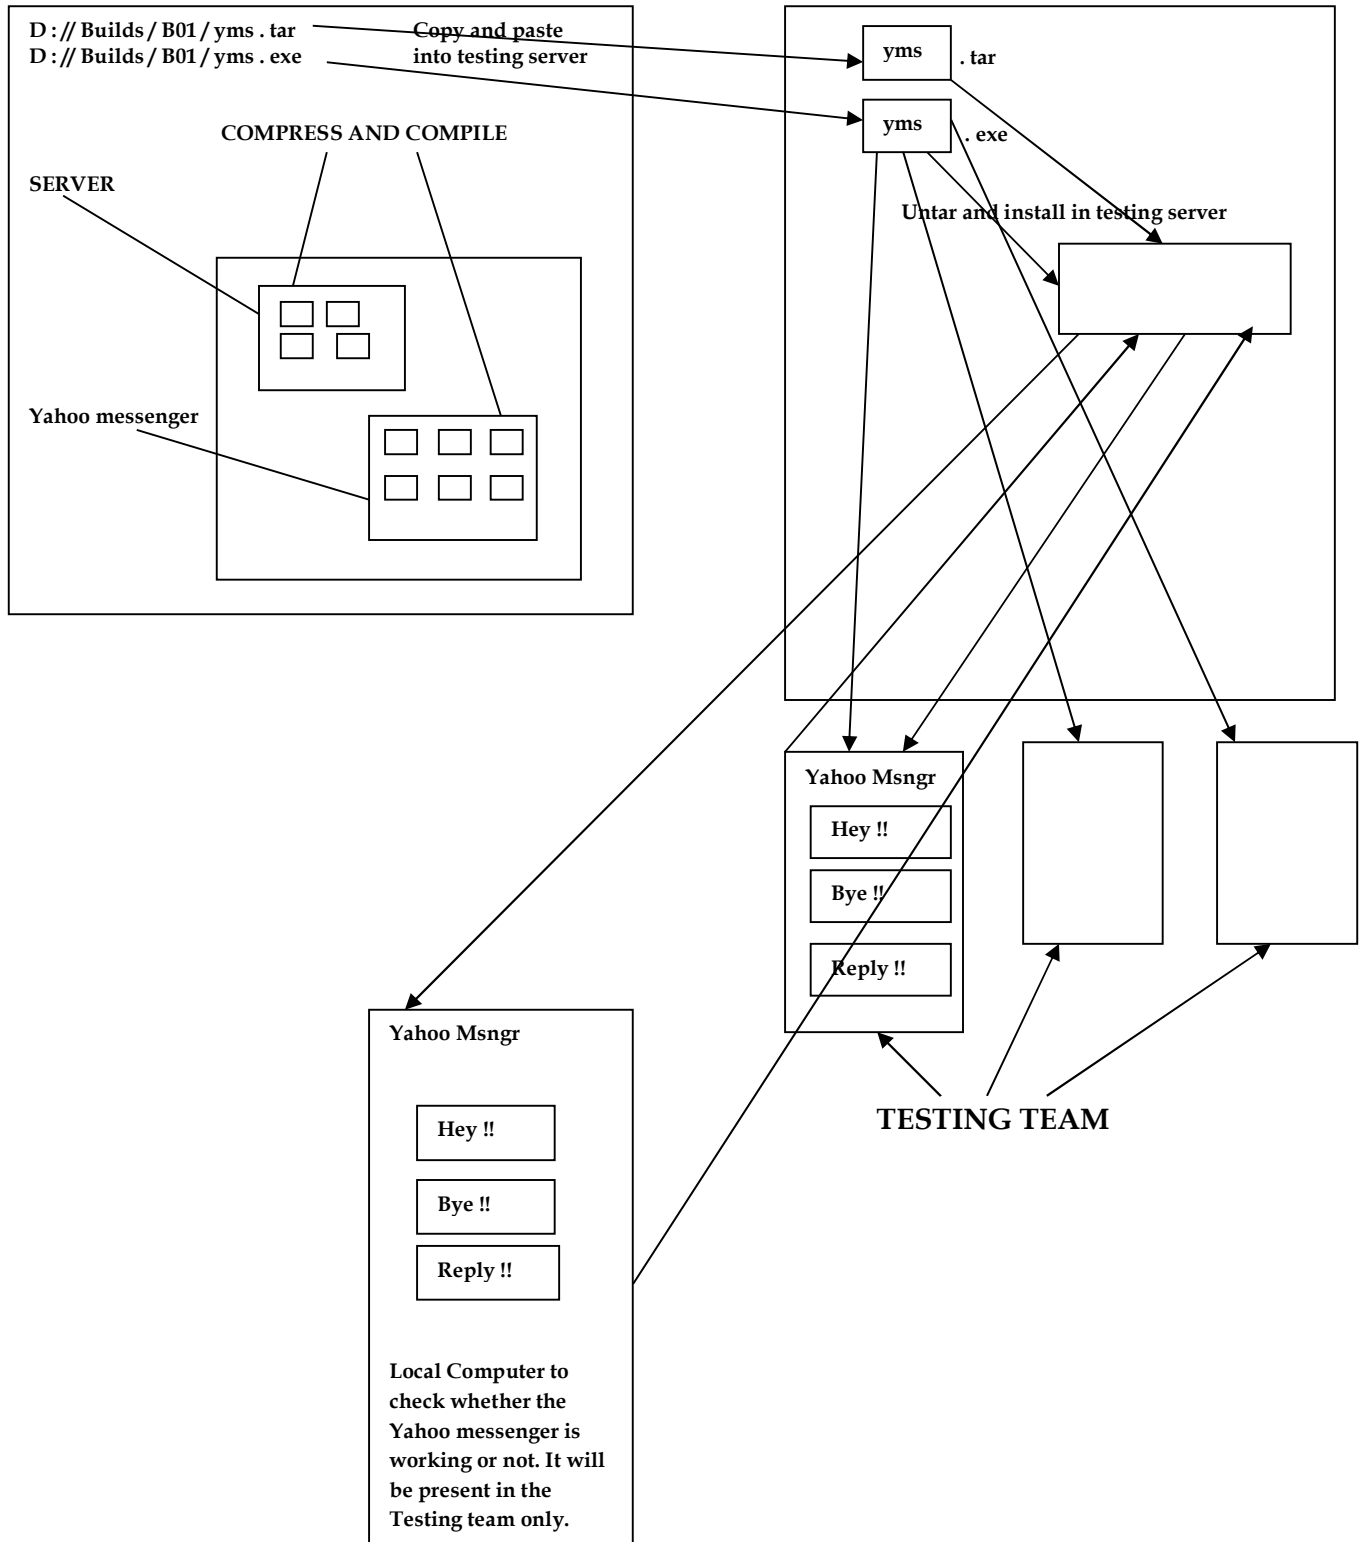 D : // Builds / B01 / yms . tar
D : // Builds / B01 / yms . exe
Copy and paste
into testing server
COMPRESS AND COMPILE
SERVER
Yahoo messenger
yms
. tar
yms
. exe
Untar and install in testing server
Yahoo Msngr
Hey !!
Bye !!
Reply !!
TESTING TEAM
Yahoo Msngr
Hey !!
Bye !!
Reply !!
Local Computer to
check whether the
Yahoo messenger is
working or not. It will
be present in the
Testing team only.